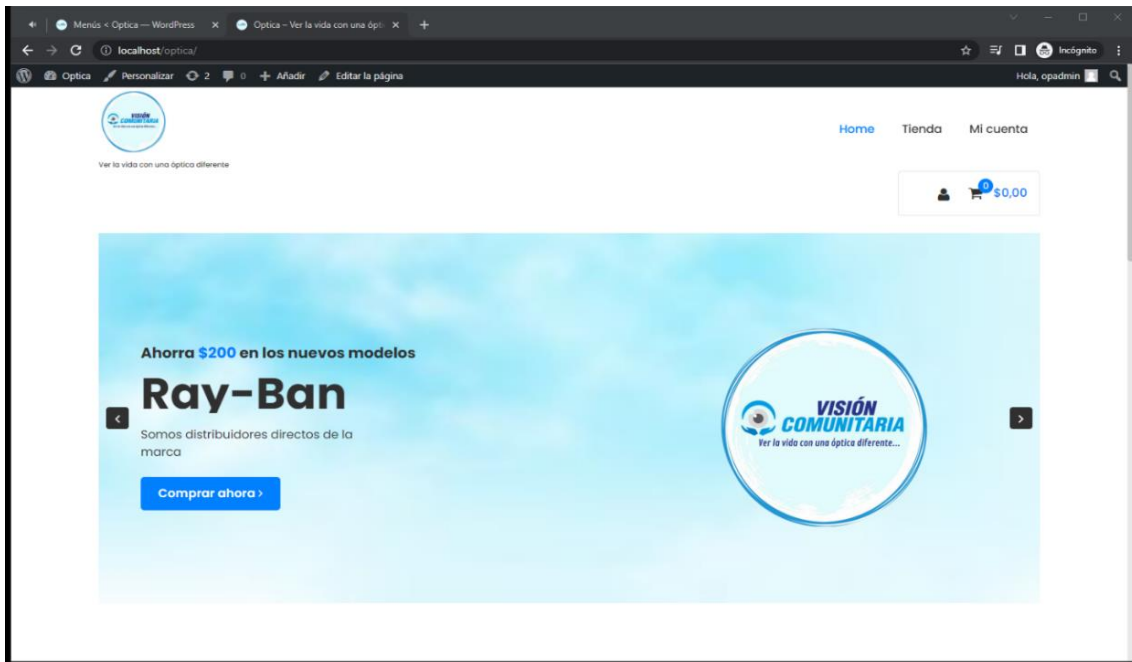 Menús < Optica — WordPress
Optica – Ver la vida con una ópti
localhost/optica/
Incógnito
Optica Personalizar 2 0 Añadir Editar la página
Hola, opadmin
VISIÓN
COMUNITARIA
Ver la vida con una óptica diferente
Home Tienda Mi cuenta
0
$0,00
Ahorra $200 en los nuevos modelos
Ray-Ban
Somos distribuidores directos de la
marca
Comprar ahora >
VISIÓN
COMUNITARIA
Ver la vida con una óptica diferente...